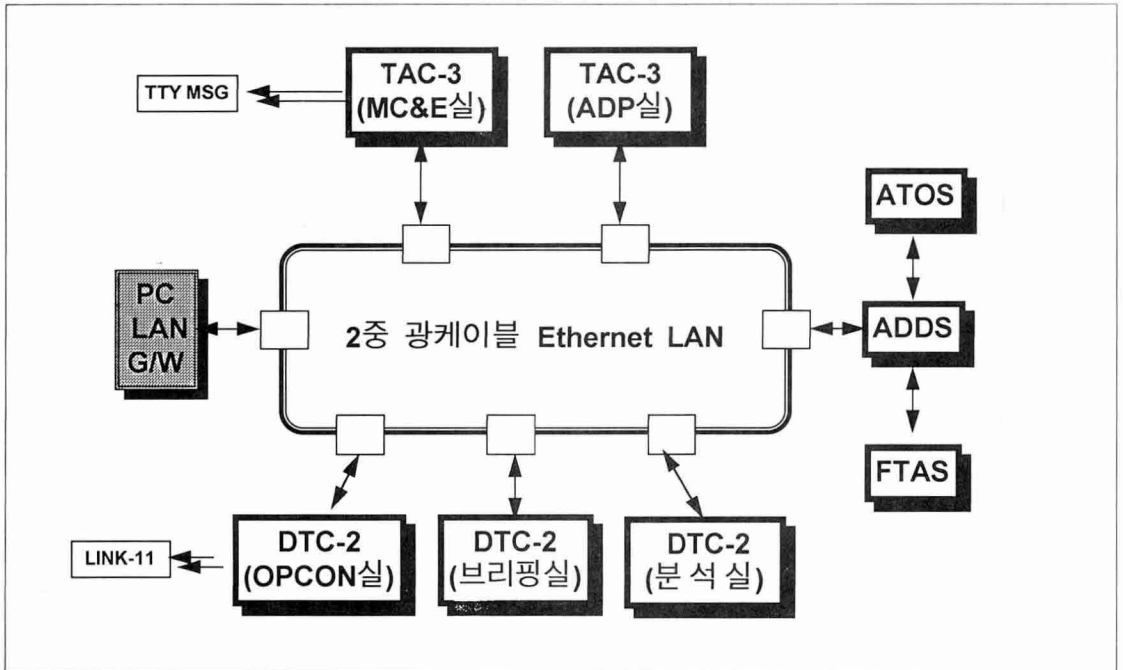 TAC-3
(MC&E실)
TAC-3
(ADP실)
TTY MSG
ATOS
PC
LAN
G/W
2중 광케이블 Ethernet LAN
ADDS
FTAS
DTC-2
(OPCON실)
DTC-2
(브리핑실)
DTC-2
(분 석 실)
LINK-11